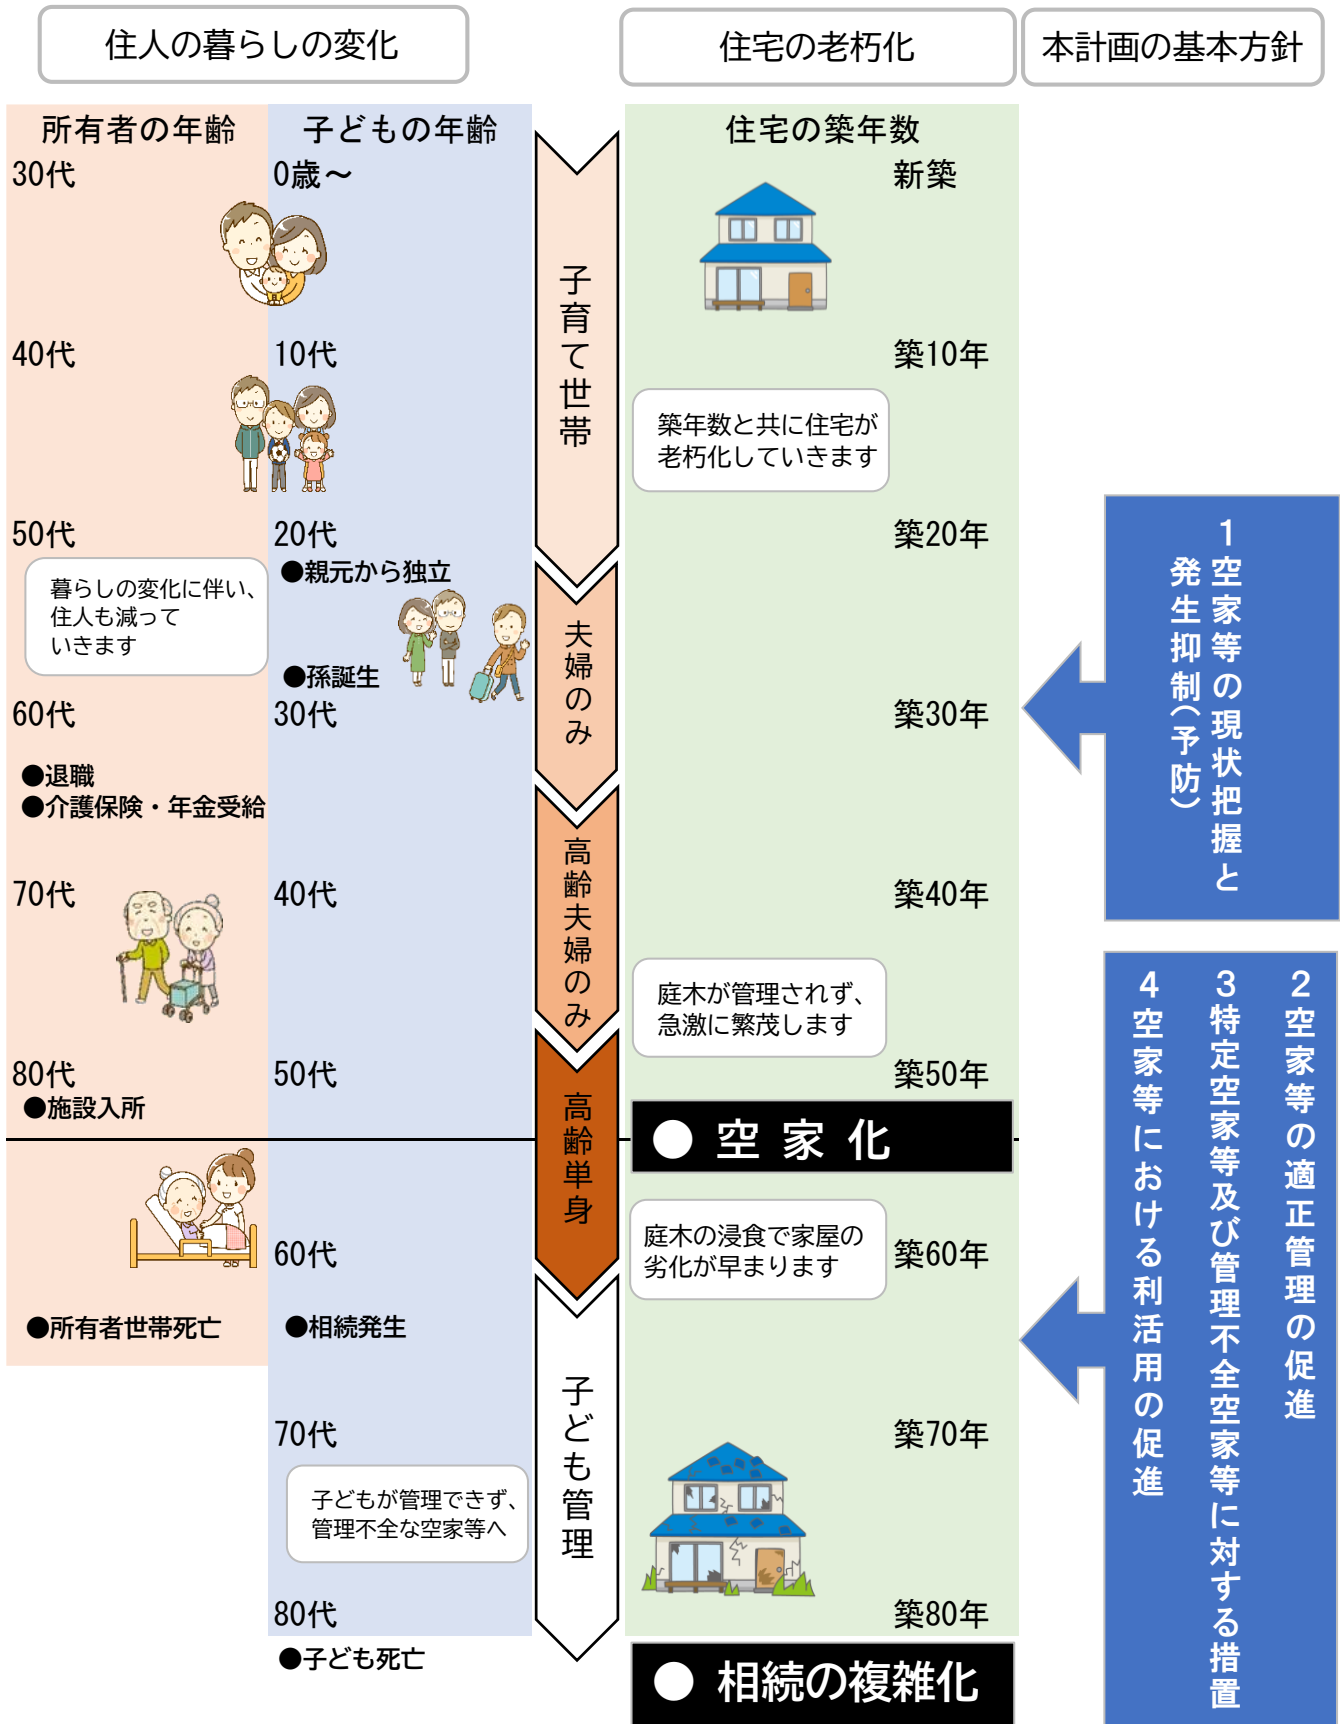 住人の暮らしの変化
住宅の老朽化
本計画の基本方針
所有者の年齢
子どもの年齢
住宅の築年数
30代
0歳～
新築
子育て世帯
40代
10代
築10年
築年数と共に住宅が
老朽化していきます
50代
20代
築20年
●親元から独立
暮らしの変化に伴い、
住人も減って
いきます
夫婦のみ
●孫誕生
60代
30代
築30年
●退職
●介護保険・年金受給
1空家等の現状把握と
発生抑制(予防)
高齢夫婦のみ
70代
40代
築40年
庭木が管理されず、
急激に繁茂します
80代
50代
築50年
●施設入所
高齢単身
●空家化
庭木の浸食で家屋の
劣化が早まります
60代
築60年
●所有者世帯死亡
●相続発生
子ども管理
70代
築70年
子どもが管理できず、
管理不全な空家等へ
80代
築80年
●子ども死亡
●相続の複雑化
2空家等の適正管理の促進
3特定空家等及び管理不全空家等に対する措置
4空家等における利活用の促進